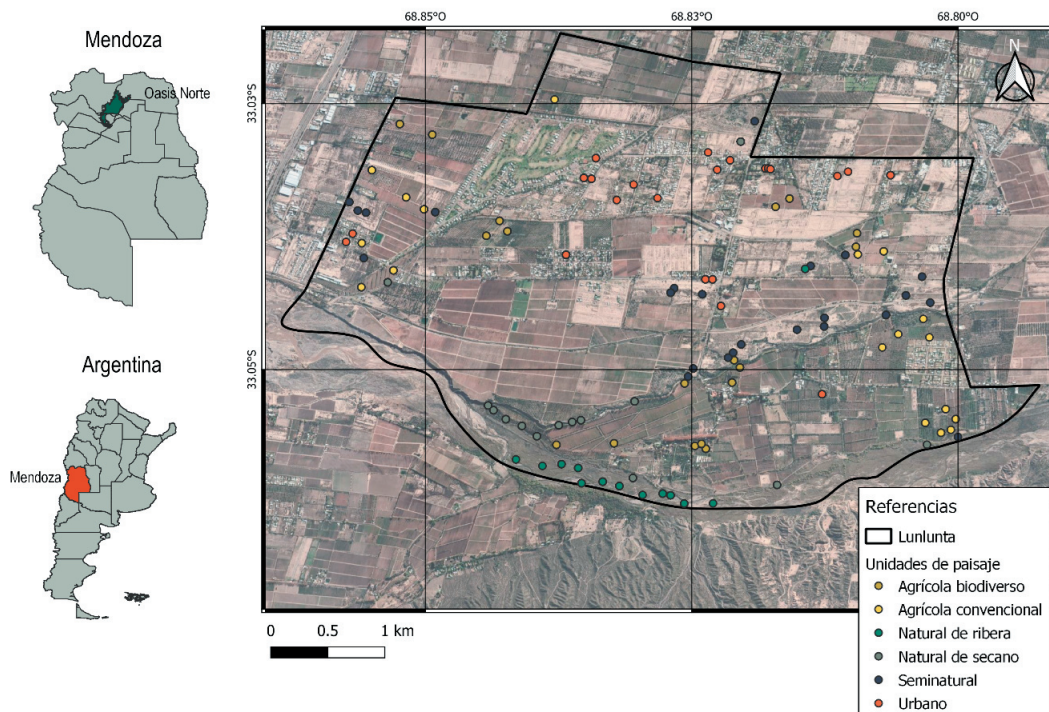 Mendoza
Oasis Norte
Argentina
Mendoza
68.85°O
68.83°O
68.80°O
33.03°S
33.05°S
N
0 0.5 1 km
Referencias
Lunlunta
Unidades de paisaje
Agrícola biodiverso
Agrícola convencional
Natural de ribera
Natural de secano
Seminatural
Urbano